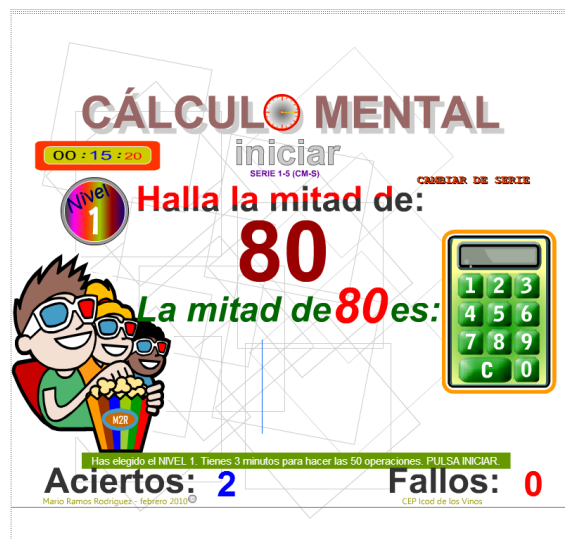 CÁLCULO MENTAL
iniciar
00:15:20
SERIE 1-5 (CM-S)
CAMBIAR DE SERIE
Nivel
1
Halla la mitad de:
80
La mitad de 80 es:
1 2 3
4 5 6
7 8 9
C 0
M2R
Has elegido el NIVEL 1. Tienes 3 minutos para hacer las 50 operaciones. PULSA INICIAR.
Aciertos: 2
Fallos: 0
Mario Ramos Rodríguez - febrero 2010
CEP Icod de los Vinos